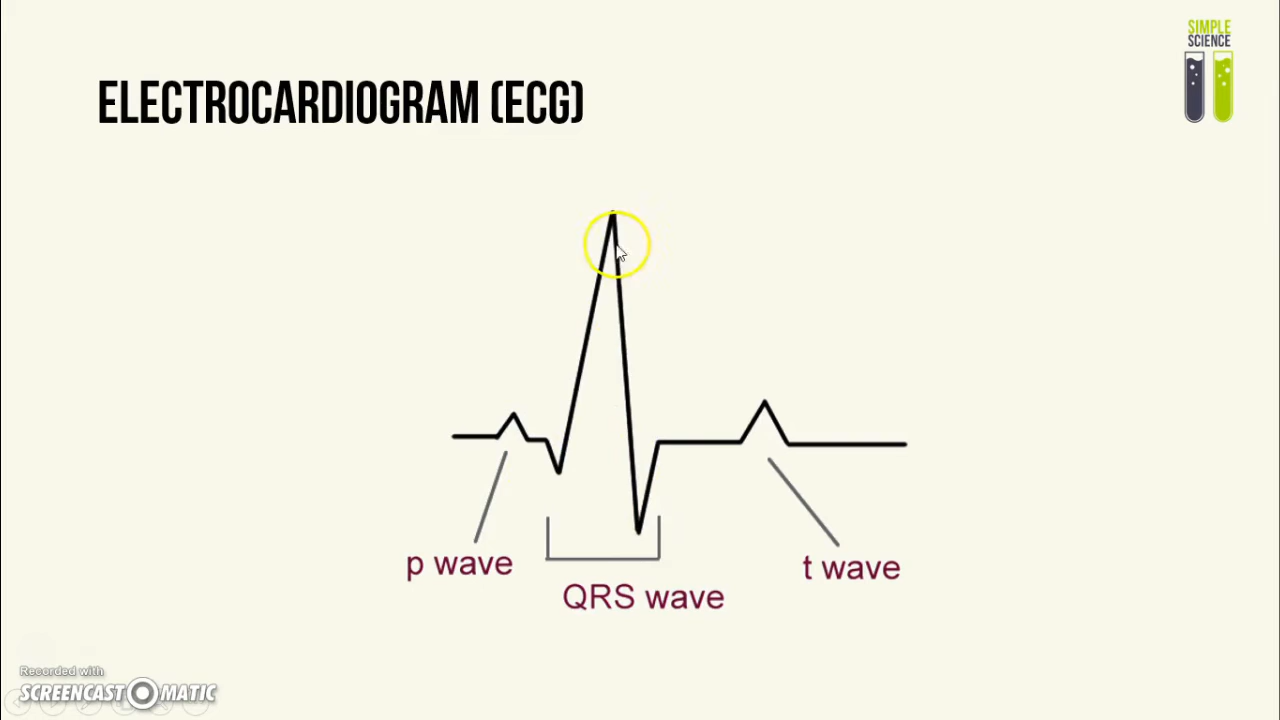 SIMPLE
SCIENCE
ELECTROCARDIOGRAM (ECG)
p wave
QRS wave
t wave
Recorded with
SCREENCAST MATIC